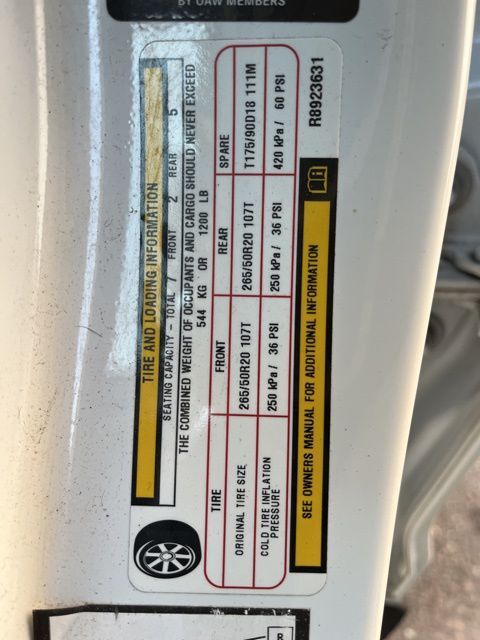 BY UAW MEMBERS
TIRE AND LOADING INFORMATION
SEATING CAPACITY - TOTAL 7 FRONT 2 REAR 5
THE COMBINED WEIGHT OF OCCUPANTS AND CARGO SHOULD NEVER EXCEED
544 KG OR 1200 LB
TIRE FRONT REAR SPARE
ORIGINAL TIRE SIZE 265/50R20 107T 265/50R20 107T T175/90D18 111M
COLD TIRE INFLATION PRESSURE 250 kPa / 36 PSI 250 kPa / 36 PSI 420 kPa / 60 PSI
SEE OWNERS MANUAL FOR ADDITIONAL INFORMATION
R8923631
R